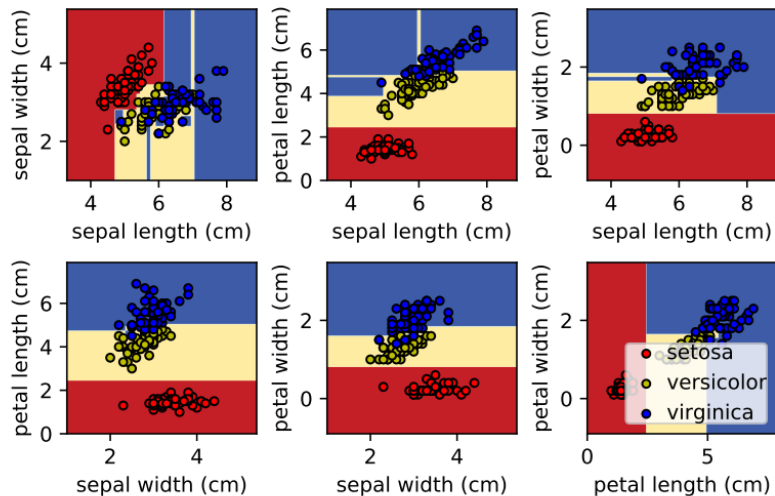 sepal width (cm)
4
2
4
6
8
sepal length (cm)
petal length (cm)
6
4
2
0
4
6
8
sepal length (cm)
petal width (cm)
2
0
4
6
8
sepal length (cm)
petal length (cm)
6
4
2
0
2
4
sepal width (cm)
petal width (cm)
2
0
2
4
sepal width (cm)
petal width (cm)
2
0
0
5
petal length (cm)
setosa
versicolor
virginica